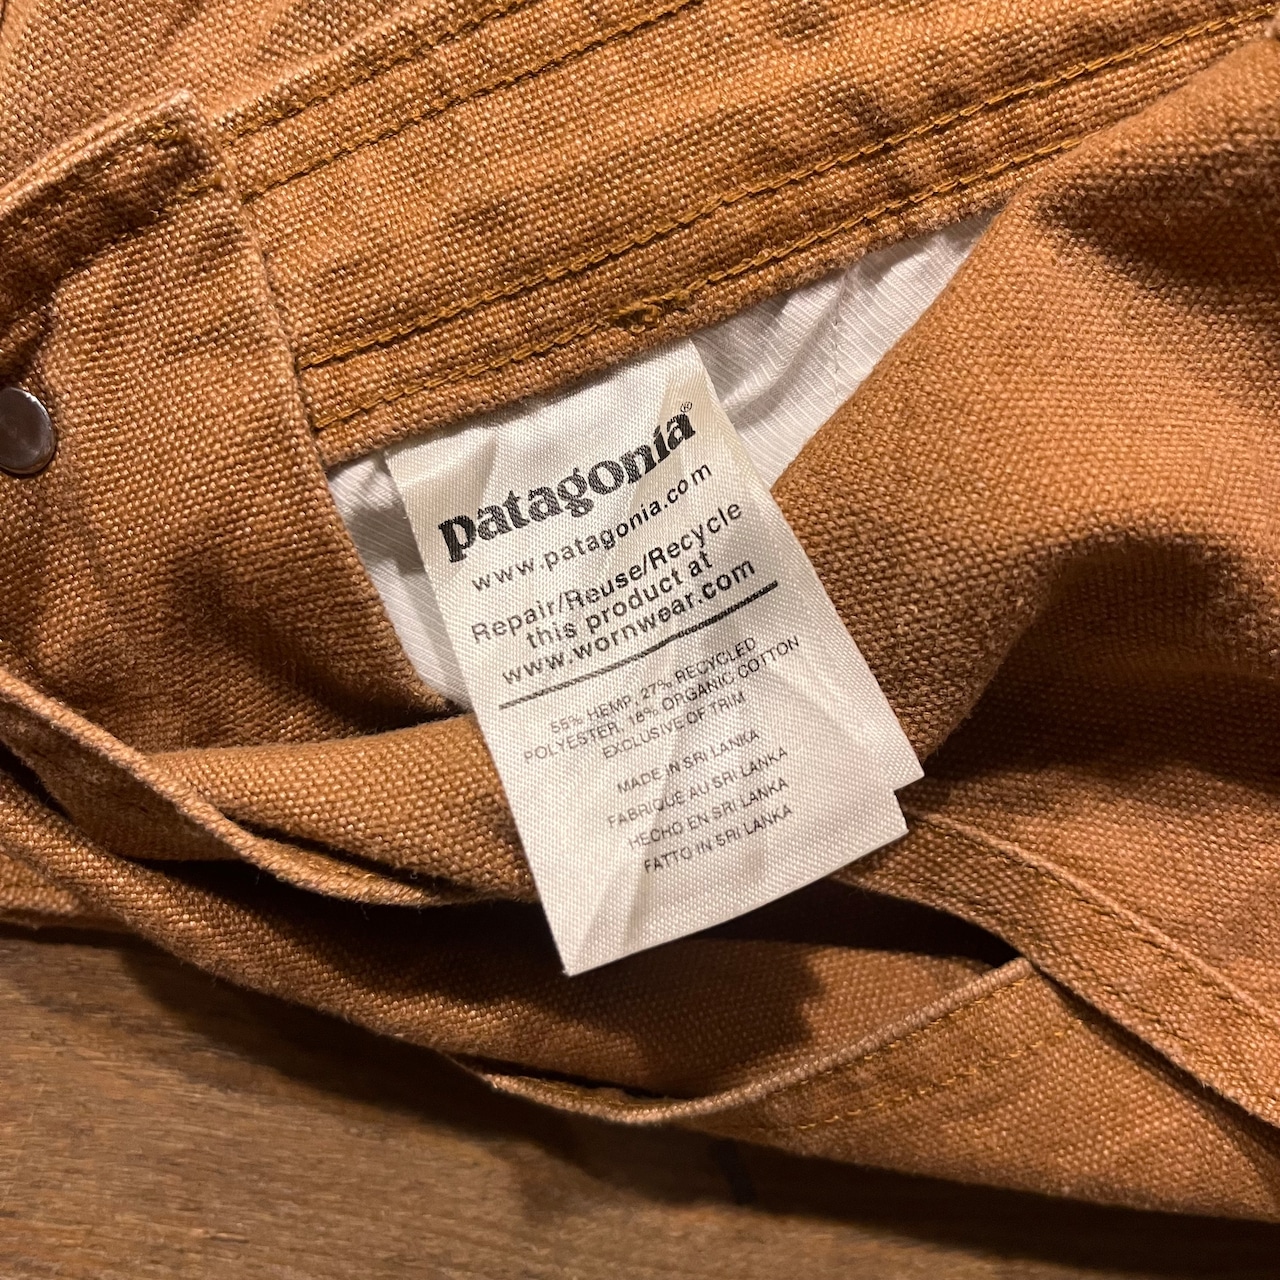 patagonia®
www.patagonia.com
Repair/Reuse/Recycle
this product at
www.wornwear.com
55% HEMP, 27% RECYCLED
POLYESTER, 18% ORGANIC COTTON
EXCLUSIVE OF TRIM
MADE IN SRI LANKA
FABRIQUE AU SRI LANKA
HECHO EN SRI LANKA
FATTO IN SRI LANKA